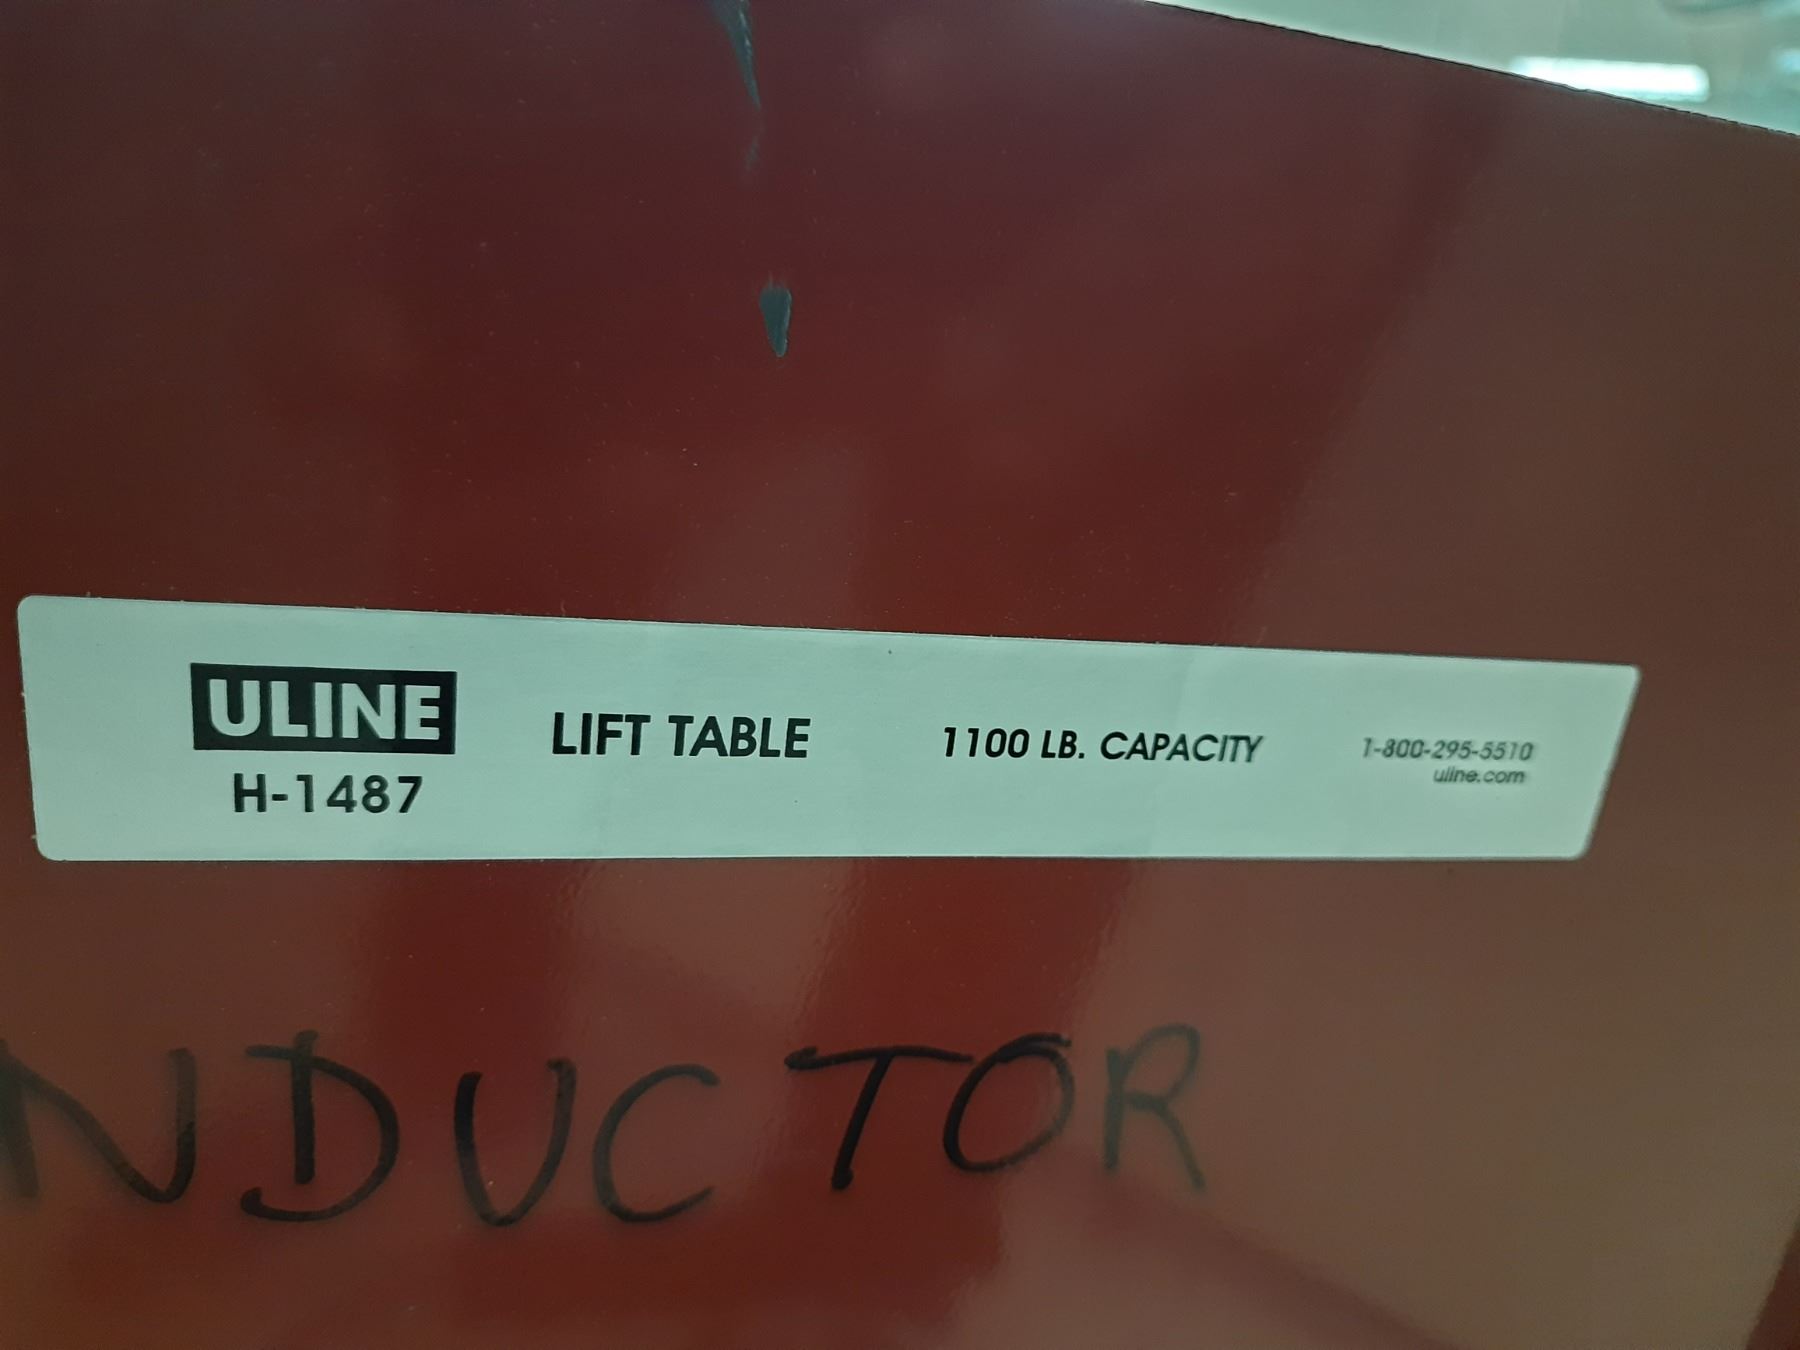 ULINE
H-1487
LIFT TABLE
1100 LB. CAPACITY
1-800-295-5510
uline.com
NDUCTOR